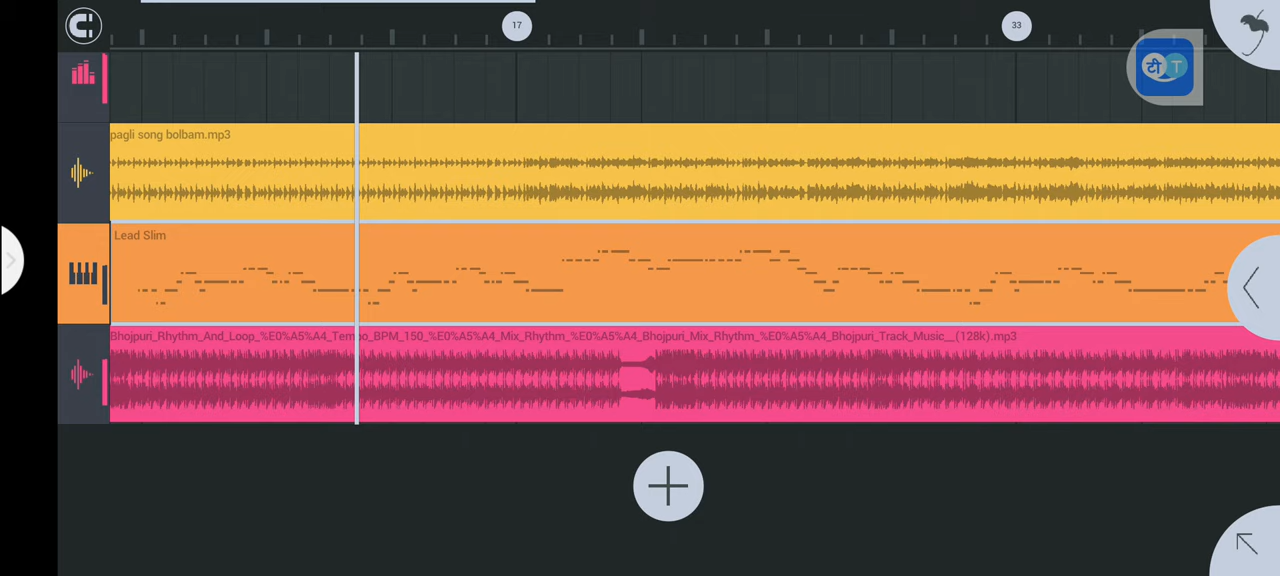 17
33
टी T
pagli song bolbam.mp3
Lead Slim
Bhojpuri_Rhythm_And_Loop_%E0%A5%A4_Tempo_BPM_150_%E0%A5%A4_Mix_Rhythm_%E0%A5%A4_Bhojpuri_Mix_Rhythm_%E0%A5%A4_Bhojpuri_Track_Music__(128k).mp3